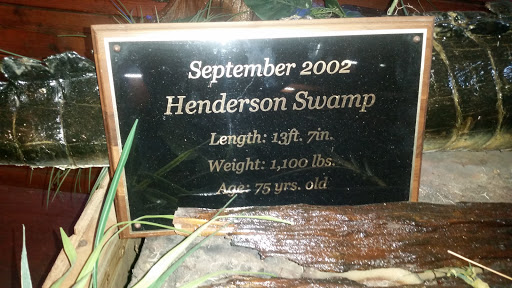 September 2002
Henderson Swamp
Length: 13ft. 7in.
Weight: 1,100 lbs.
Age: 75 yrs. old